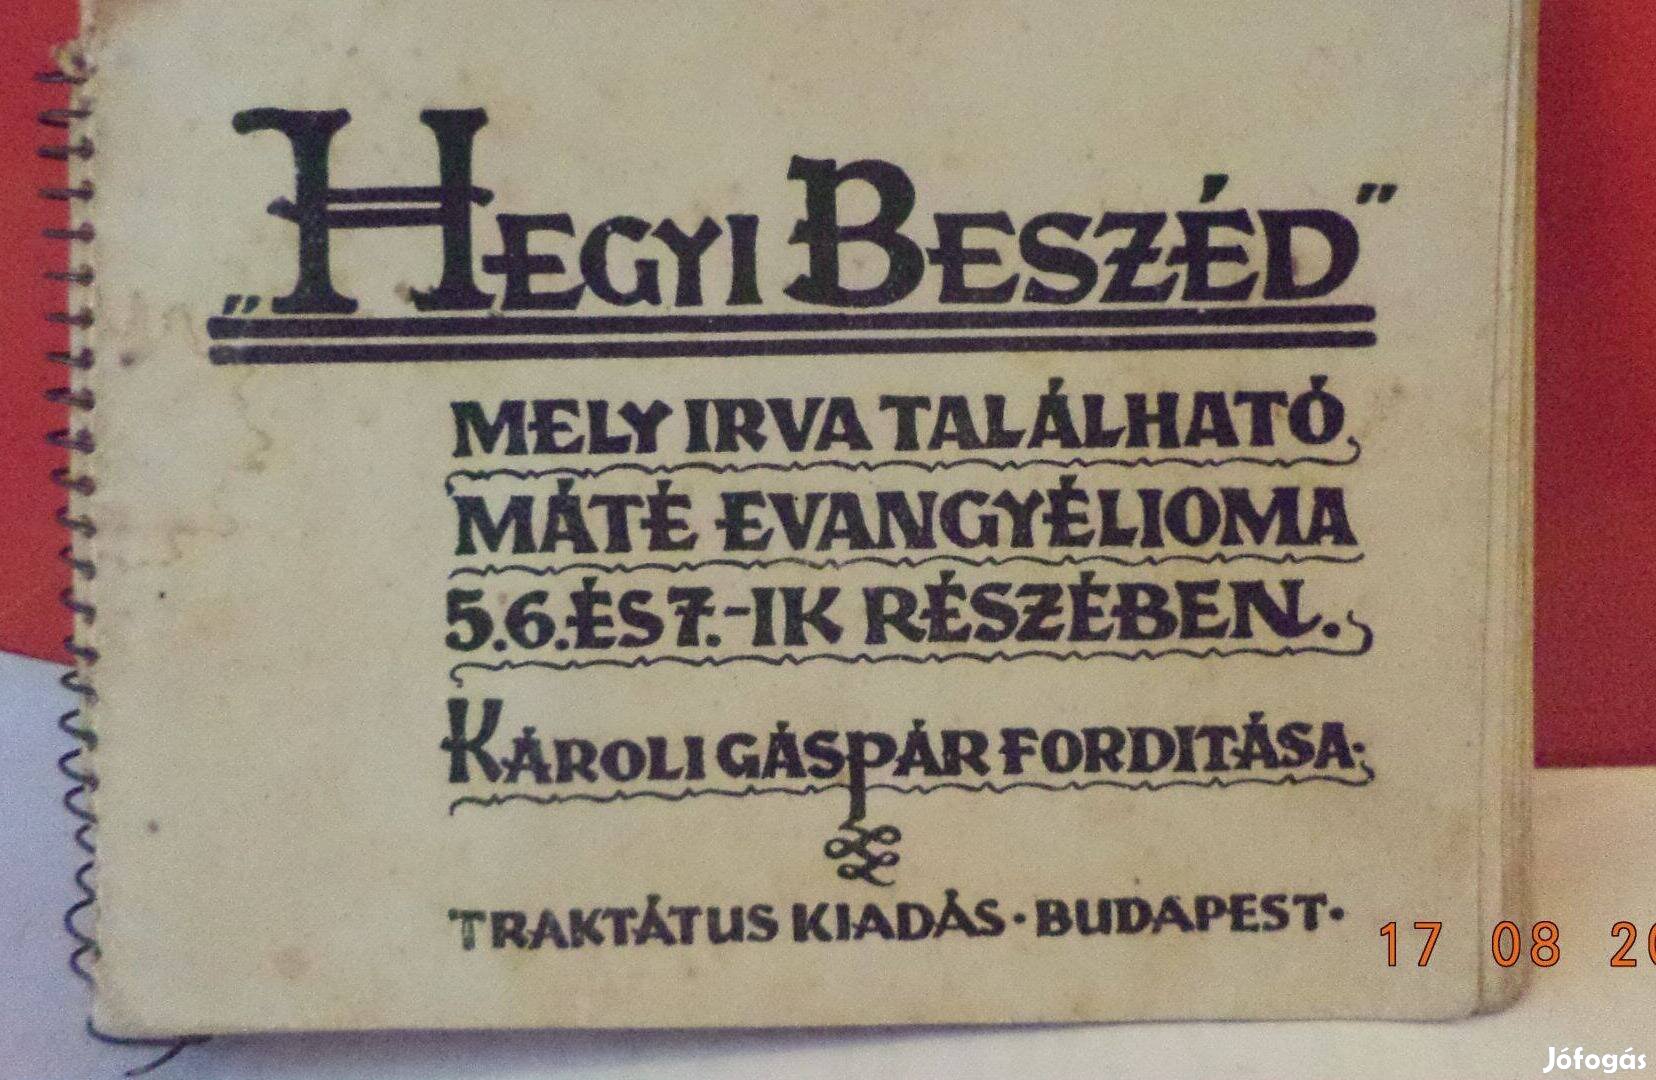 „HEGYI BESZÉD"
MELY IRVA TALÁLHATÓ
MÁTÉ EVANGYÉLIOMA
5.6. ÉS 7.-IK RÉSZÉBEN.
KÁROLI GÁSPÁR FORDITÁSA:
TRAKTÁTUS KIADÁS · BUDAPEST ·
17 08 20
Jófogás